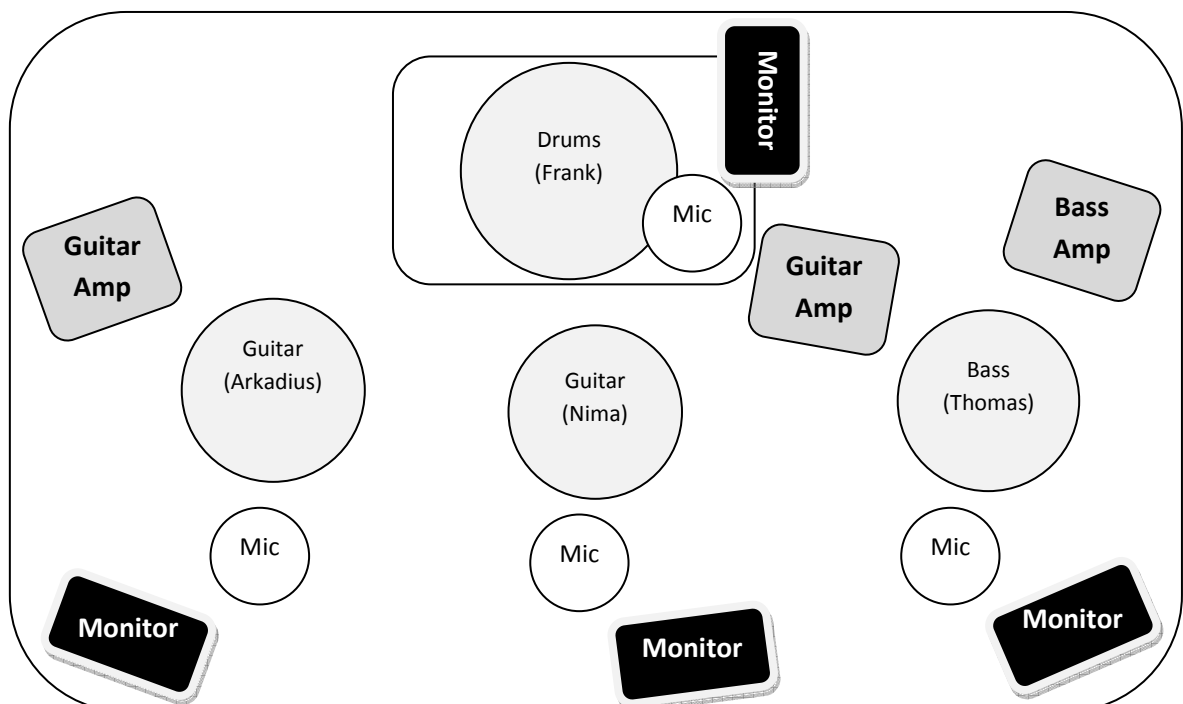 Monitor
Drums
(Frank)
Mic
Guitar
Amp
Guitar
Amp
Bass
Amp
Guitar
(Arkadius)
Guitar
(Nima)
Bass
(Thomas)
Mic
Mic
Mic
Monitor
Monitor
Monitor